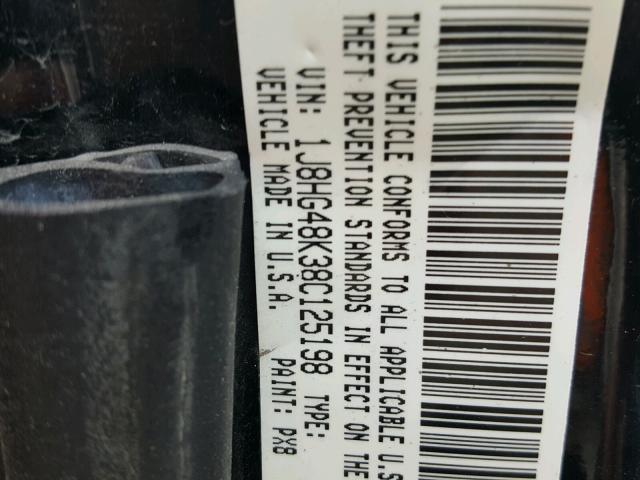 THIS VEHICLE CONFORMS TO ALL APPLICABLE U.S
THEFT PREVENTION STANDARDS IN EFFECT ON THE
VIN: 1J8HG48K38C125198 TYPE:
VEHICLE MADE IN U.S.A. PAINT: PX8